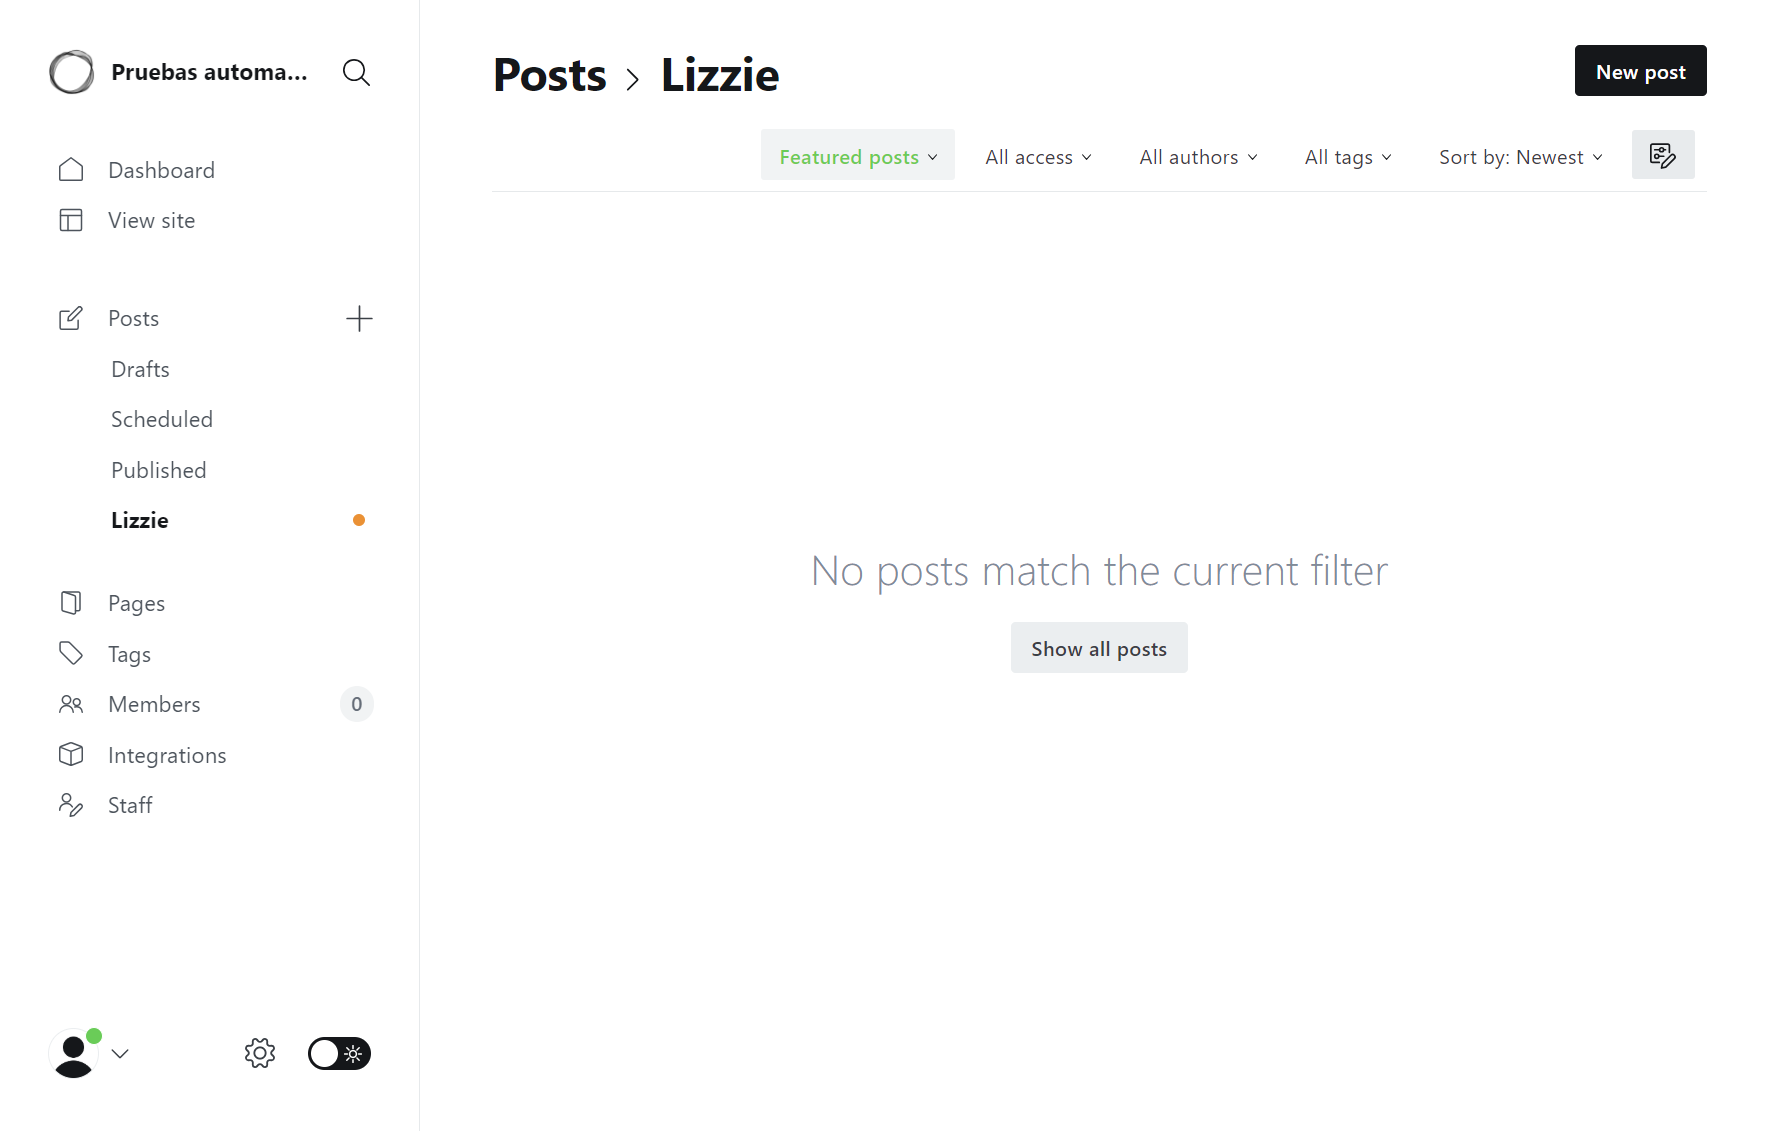 Pruebas automa...
Dashboard
View site
Posts
Drafts
Scheduled
Published
Lizzie
Pages
Tags
Members 0
Integrations
Staff
Posts > Lizzie
New post
Featured posts All access All authors All tags Sort by: Newest
No posts match the current filter
Show all posts